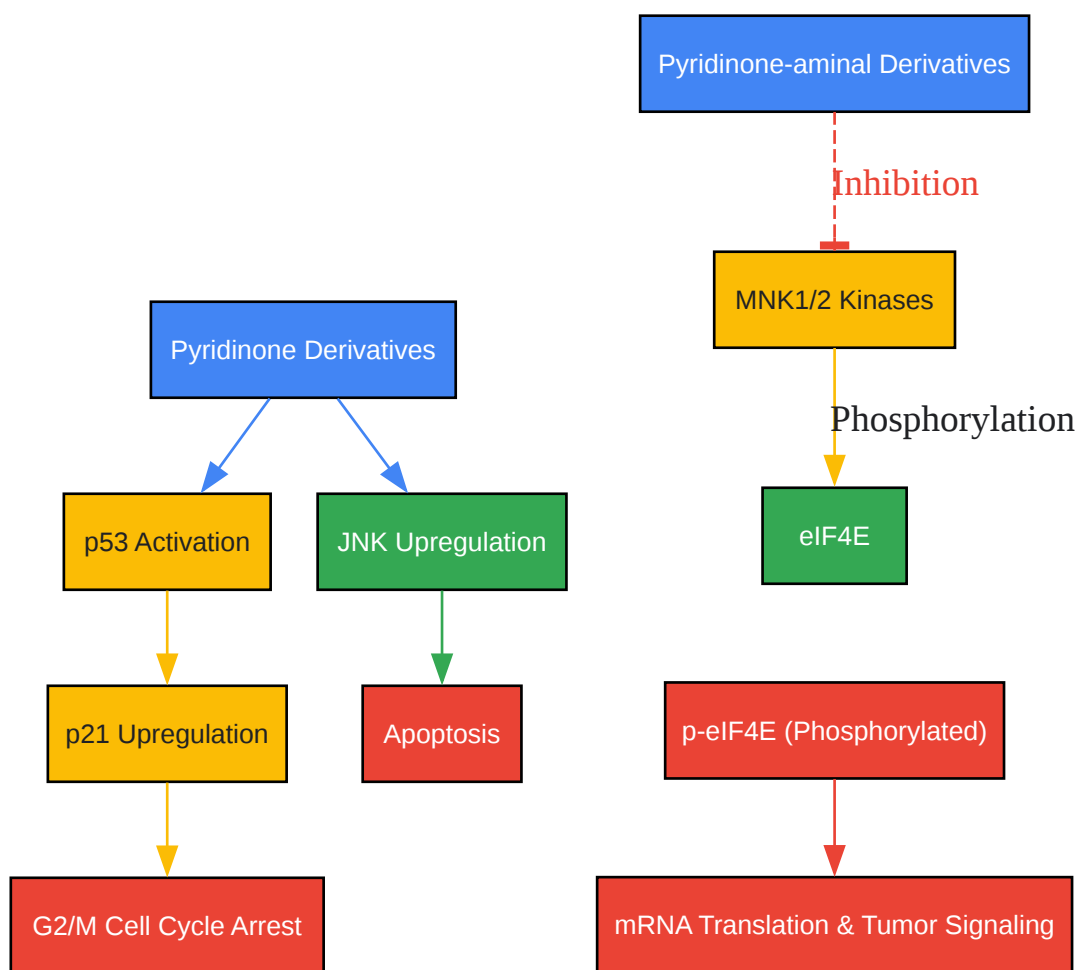 Pyridinone-aminal Derivatives
Inhibition
MNK1/2 Kinases
Pyridinone Derivatives
Phosphorylation
p53 Activation
JNK Upregulation
eIF4E
p21 Upregulation
Apoptosis
p-eIF4E (Phosphorylated)
G2/M Cell Cycle Arrest
mRNA Translation & Tumor Signaling